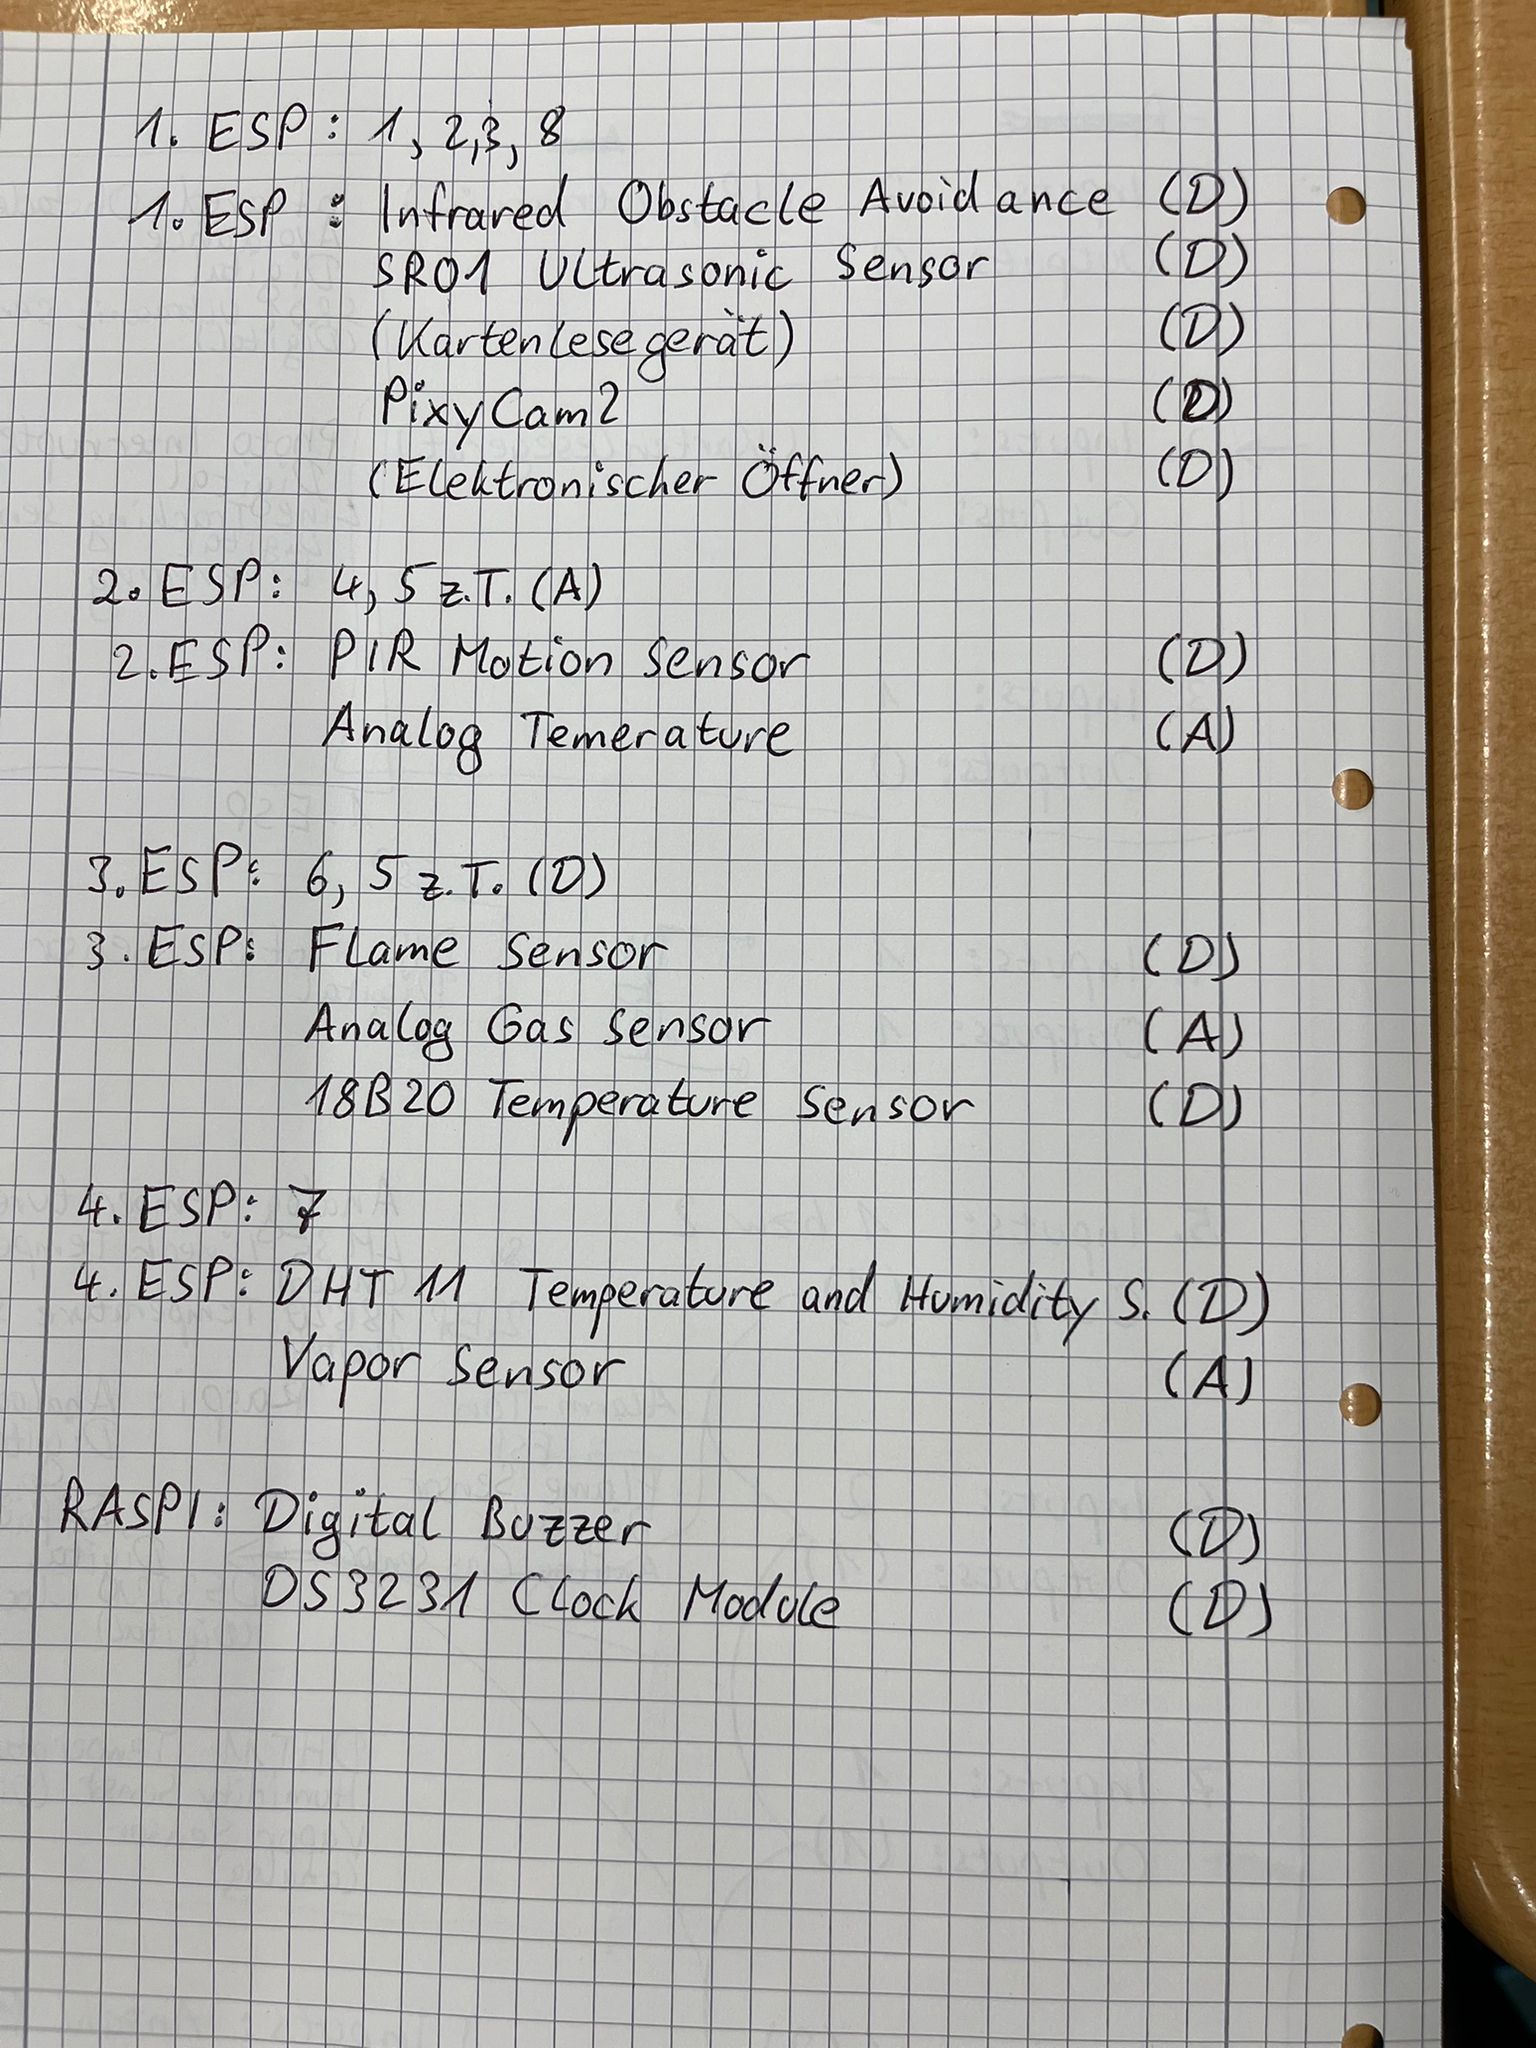 1. ESP: 1, 2,3, 8
1. ESP: Infrared Obstacle Avoidance (D)
SR01 Ultrasonic Sensor (D)
(Kartenlesegerät) (D)
PixyCam2 (D)
(Elektronischer Öffner) (D)
2. ESP: 4, 5 z.T. (A)
2. ESP: PIR Motion Sensor (D)
Analog Temerature (A)
3. ESP: 6, 5 z.T. (D)
3. ESP: Flame Sensor (D)
Analog Gas Sensor (A)
18B20 Temperature Sensor (D)
4. ESP: 7
4. ESP: DHT 11 Temperature and Humidity S. (D)
Vapor Sensor (A)
RASPI: Digital Buzzer (D)
DS3231 Clock Module (D)